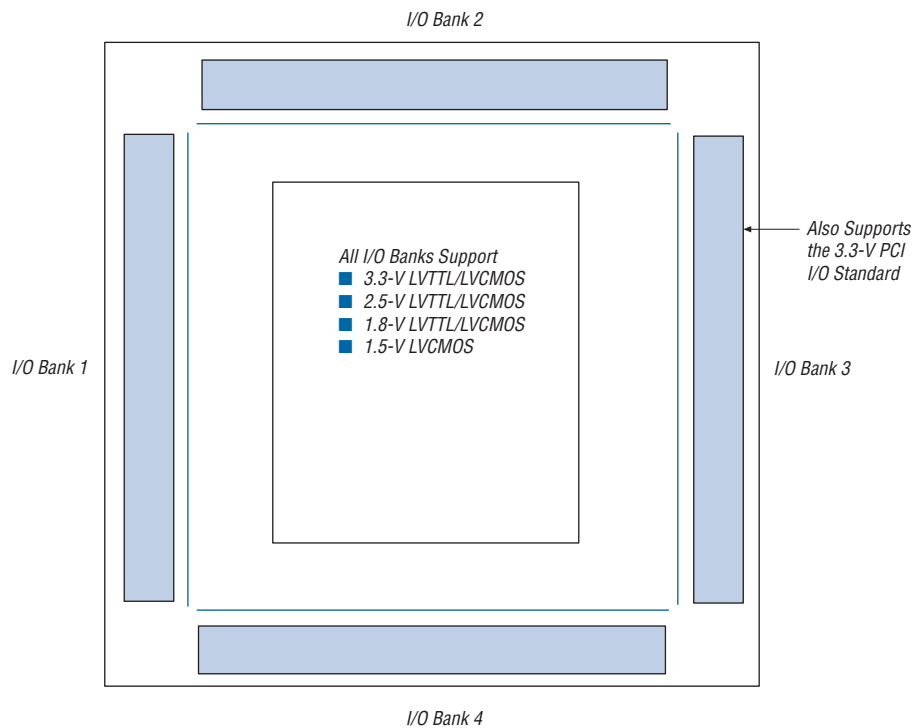 I/O Bank 2
Also Supports
the 3.3-V PCI
I/O Standard
All I/O Banks Support
3.3-V LVTTL/LVCMOS
2.5-V LVTTL/LVCMOS
1.8-V LVTTL/LVCMOS
1.5-V LVCMOS
I/O Bank 1
I/O Bank 3
I/O Bank 4